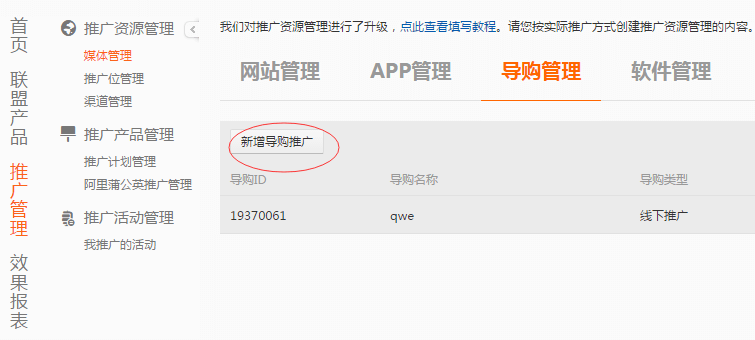 首页
联盟产品
推广管理
效果报表
推广资源管理
媒体管理
推广位管理
渠道管理
推广产品管理
推广计划管理
阿里蒲公英推广管理
推广活动管理
我推广的活动
我们对推广资源管理进行了升级，点此查看填写教程。请您按实际推广方式创建推广资源管理的内容。
网站管理 APP管理 导购管理 软件管理
新增导购推广
导购ID 导购名称 导购类型
19370061 qwe 线下推广